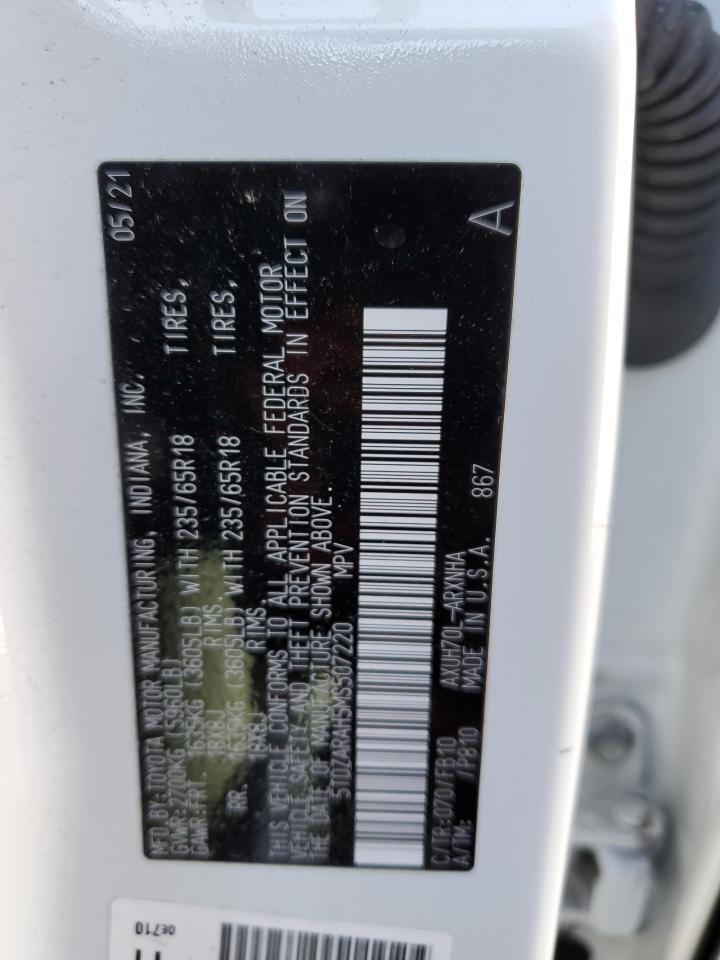 MFD BY: TOYOTA MOTOR MANUFACTURING, INDIANA, INC. 05/21
GVWR: 2700KG (5960LB)
GAWR: FRT. 1635KG (3605LB) WITH 235/65R18 TIRES,
18x8J RIMS
RR. 1635KG (3605LB) WITH 235/65R18 TIRES,
18x8J RIMS
THIS VEHICLE CONFORMS TO ALL APPLICABLE FEDERAL MOTOR
VEHICLE SAFETY AND THEFT PREVENTION STANDARDS IN EFFECT ON
THE DATE OF MANUFACTURE SHOWN ABOVE.
5TDZARAH5MS507220 MPV
C/TR: 070/FB10 AXUH70L-ARXNHA 867
A/TM: /P810 MADE IN U.S.A. A
0E710